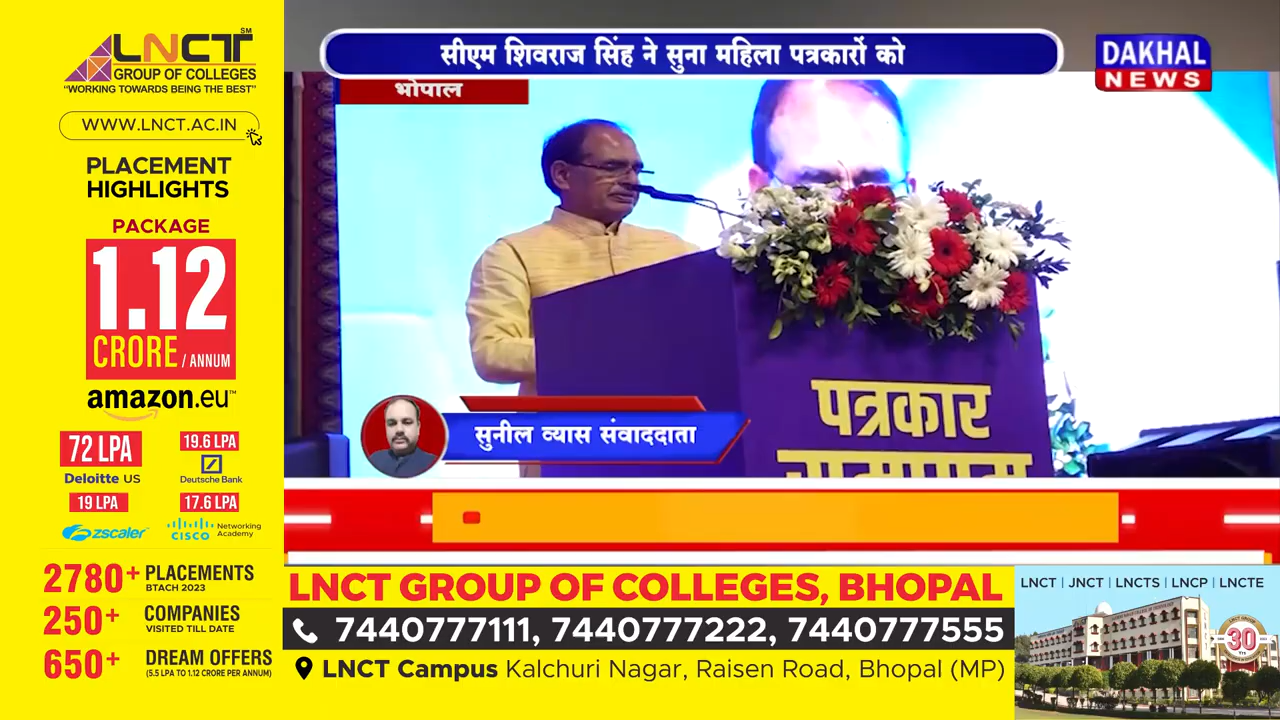 LNCT
SM
GROUP OF COLLEGES
"WORKING TOWARDS BEING THE BEST"
WWW.LNCT.AC.IN
PLACEMENT
HIGHLIGHTS
PACKAGE
1.12
CRORE / ANNUM
amazon.eu™
72 LPA
Deloitte US
19.6 LPA
Deutsche Bank
19 LPA
zscaler™
17.6 LPA
CISCO Networking
Academy
2780+ PLACEMENTS
BTACH 2023
250+ COMPANIES
VISITED TILL DATE
650+ DREAM OFFERS
(5.5 LPA TO 1.12 CRORE PER ANNUM)
सीएम शिवराज सिंह ने सुना महिला पत्रकारों को
DAKHAL
NEWS
भोपाल
पत्रकार
सुनील व्यास संवाददाता
LNCT GROUP OF COLLEGES, BHOPAL
7440777111, 7440777222, 7440777555
LNCT Campus Kalchuri Nagar, Raisen Road, Bhopal (MP)
LNCT | JNCT | LNCTS | LNCP | LNCTE
30